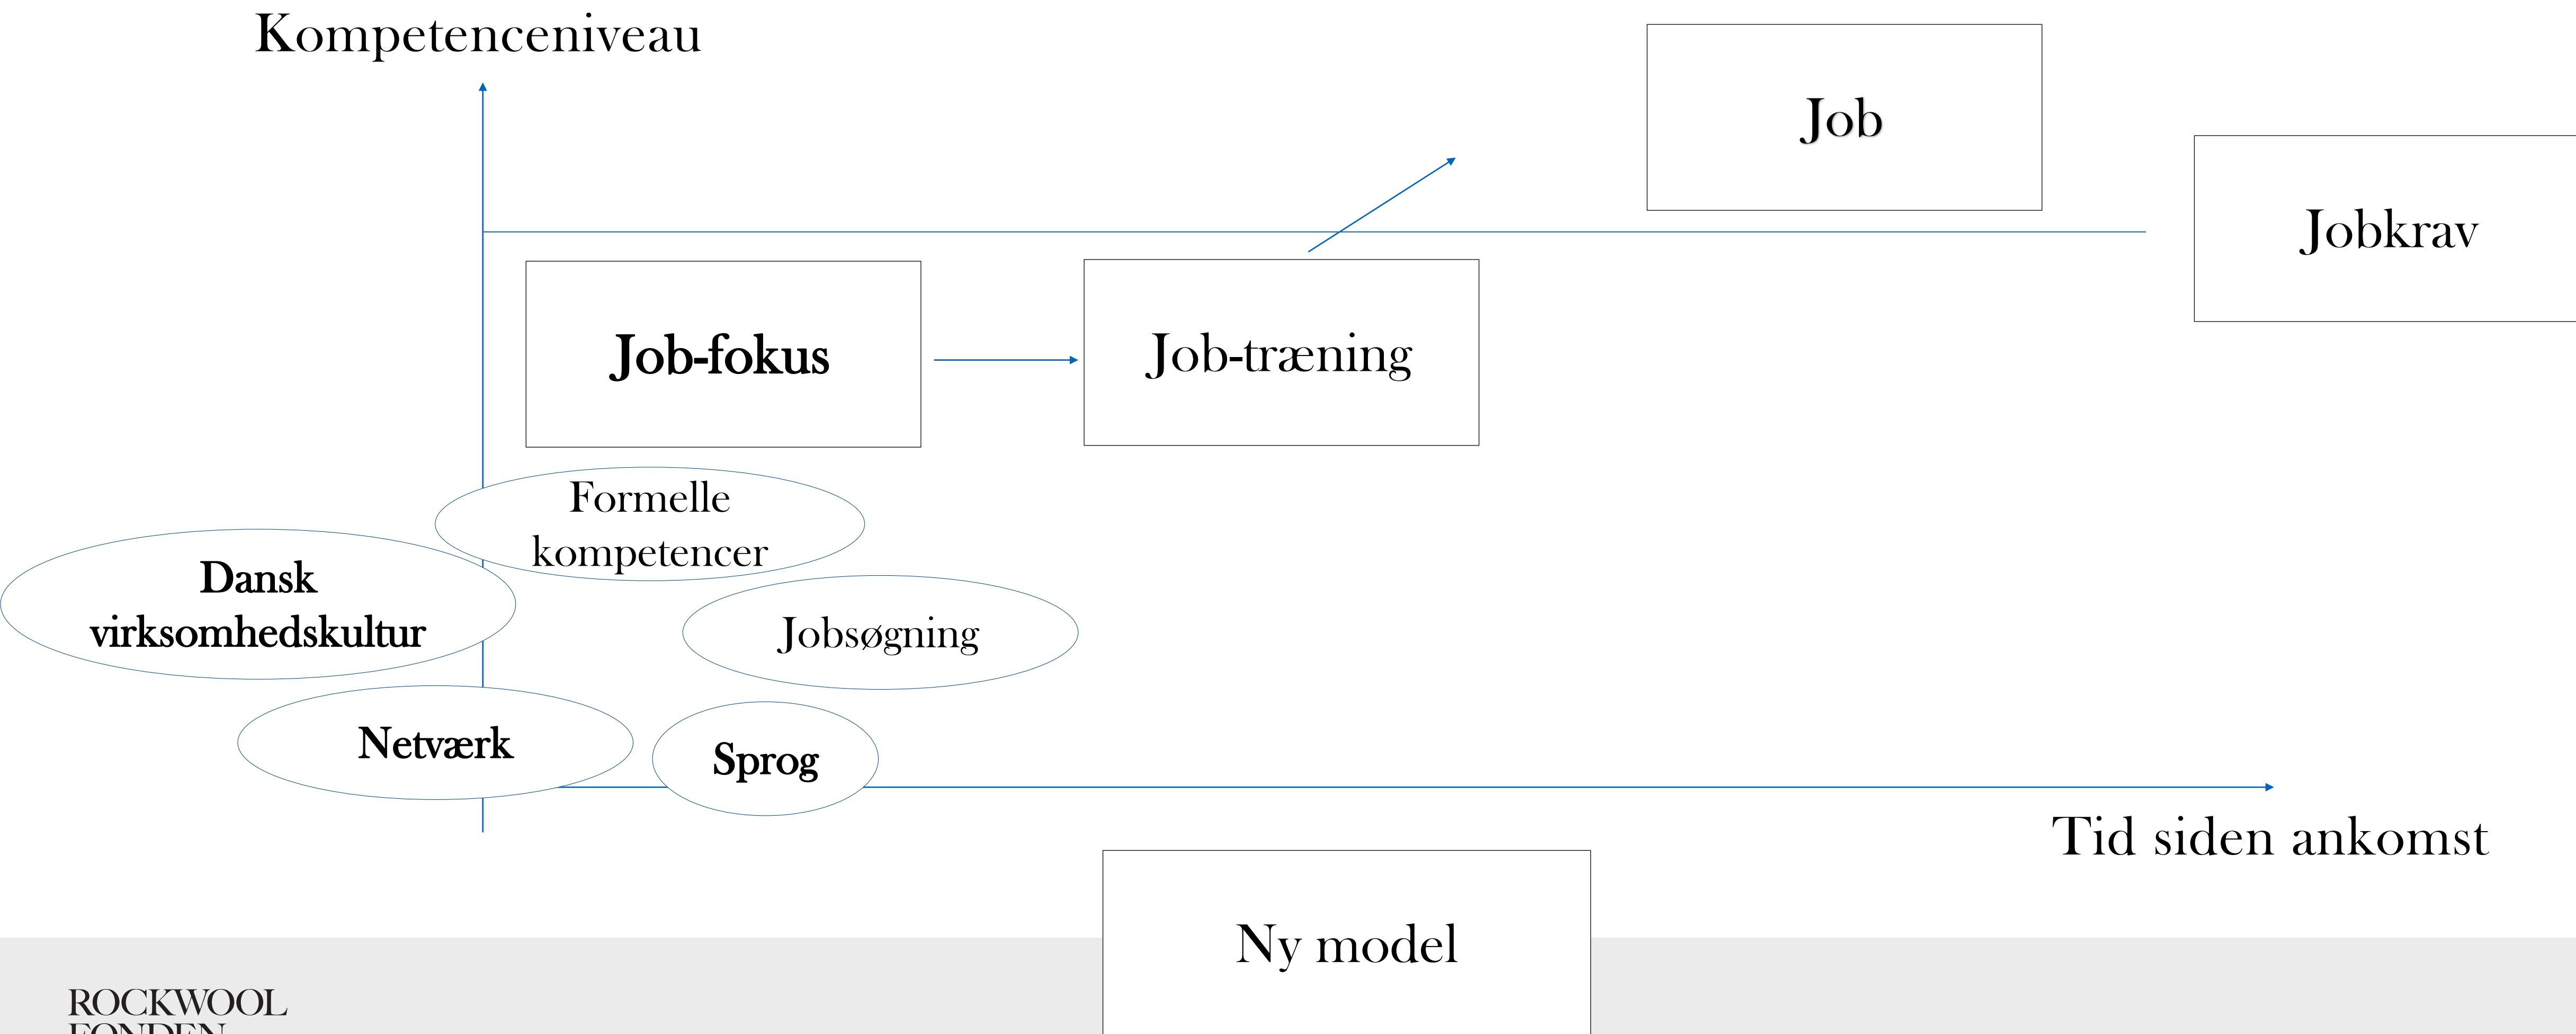 Kompetenceniveau
Job
Jobkrav
Job-fokus
Job-træning
Formelle
kompetencer
Dansk
virksomhedskultur
Jobsøgning
Netværk
Sprog
Tid siden ankomst
Ny model
ROCKWOOL
FONDEN